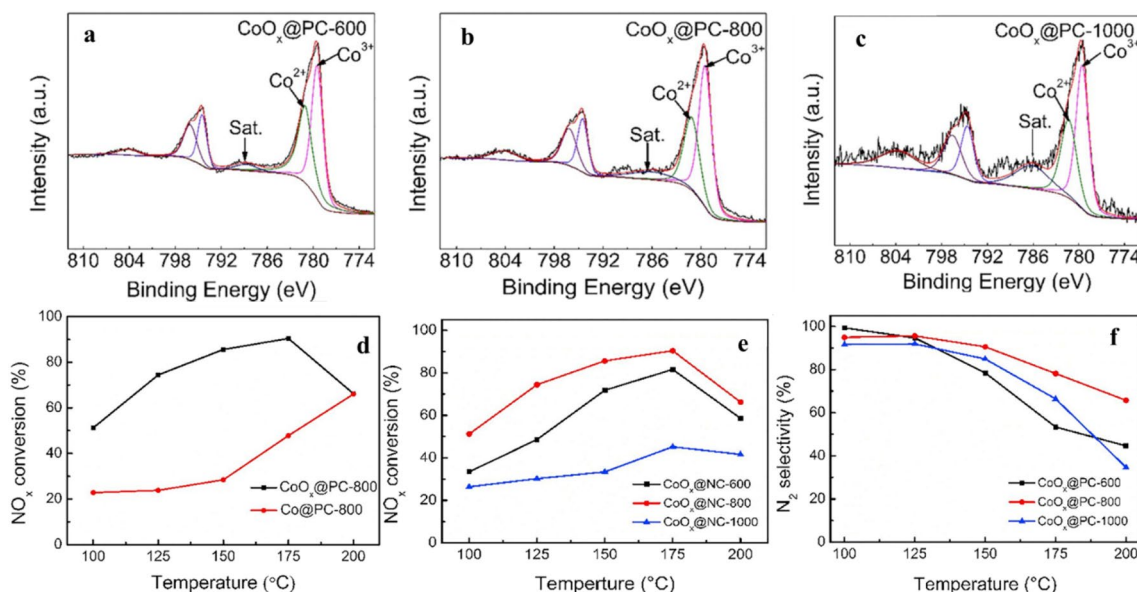 a
CoOx@PC-600
Co3+
Co2+
Sat.
Intensity (a.u.)
810 804 798 792 786 780 774
Binding Energy (eV)
b
CoOx@PC-800
Co3+
Co2+
Sat.
Intensity (a.u.)
810 804 798 792 786 780 774
Binding Energy (eV)
c
CoOx@PC-1000
Co3+
Co2+
Sat.
Intensity (a.u.)
810 804 798 792 786 780 774
Binding Energy (eV)
d
NOx conversion (%)
100
80
60
40
20
0
CoOx@PC-800
Co@PC-800
100 125 150 175 200
Temperature (°C)
e
NOx conversion (%)
100
80
60
40
20
0
CoOx@NC-600
CoOx@NC-800
CoOx@NC-1000
100 125 150 175 200
Temperture (°C)
f
N2 selectivity (%)
100
80
60
40
20
0
CoOx@PC-600
CoOx@PC-800
CoOx@PC-1000
100 125 150 175 200
Temperature (°C)